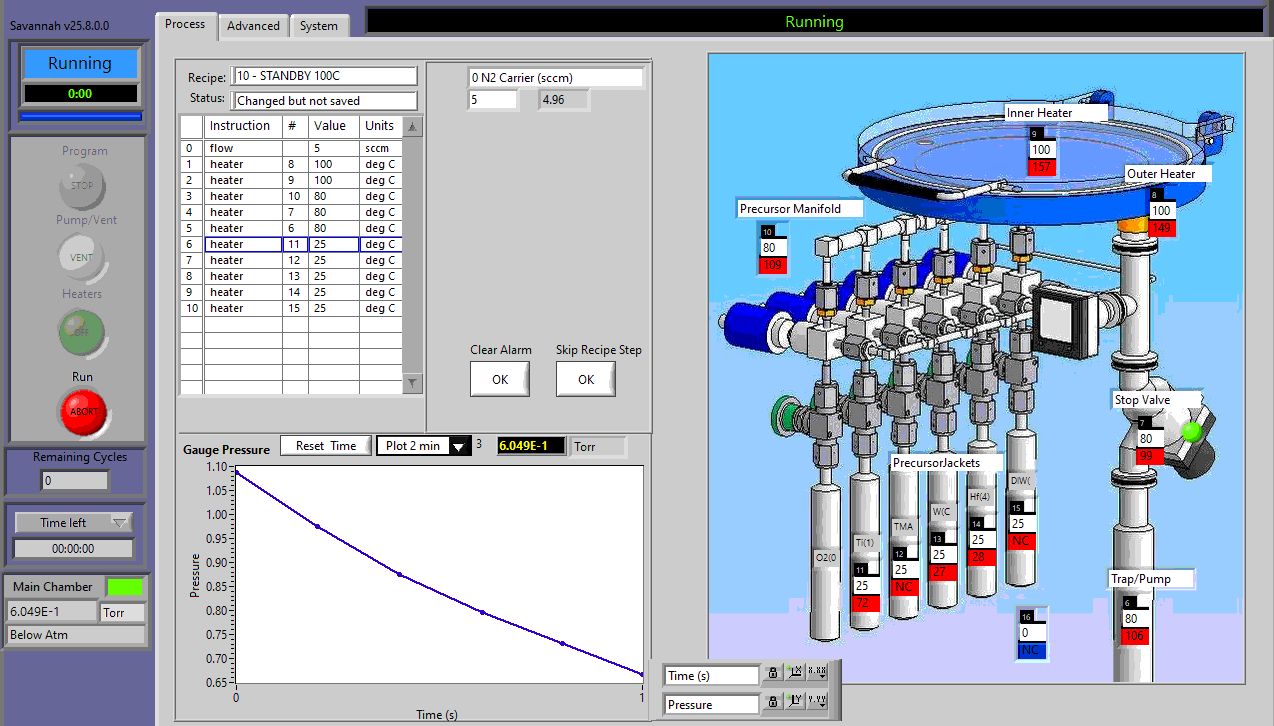 Savannah v25.8.0.0
Process Advanced System
Running
Running
0:00
Program
STOP
Pump/Vent
VENT
Heaters
OFF
Run
ABORT
Remaining Cycles
0
Time left
00:00:00
Main Chamber
6.049E-1 Torr
Below Atm
Recipe: 10 - STANDBY 100C
Status: Changed but not saved
Instruction # Value Units
0 flow 5 sccm
1 heater 8 100 deg C
2 heater 9 100 deg C
3 heater 10 80 deg C
4 heater 7 80 deg C
5 heater 6 80 deg C
6 heater 11 25 deg C
7 heater 12 25 deg C
8 heater 13 25 deg C
9 heater 14 25 deg C
10 heater 15 25 deg C
0 N2 Carrier (sccm)
5 4.96
Clear Alarm Skip Recipe Step
OK OK
Gauge Pressure Reset Time Plot 2 min 3 6.049E-1 Torr
1.10
1.05
1.00
0.95
0.90
0.85
0.80
0.75
0.70
0.65
Pressure
0 1
Time (s)
Time (s) X.XX
Pressure Y.YY
Inner Heater
9
100
157
Outer Heater
8
100
149
Precursor Manifold
10
80
109
Stop Valve
7
80
99
PrecursorJackets
O2(0
TI(1)
11
25
72
TMA
12
25
NC
W(C
13
25
27
Hf(4)
14
25
28
DIW(
15
25
NC
16
0
NC
Trap/Pump
6
80
106